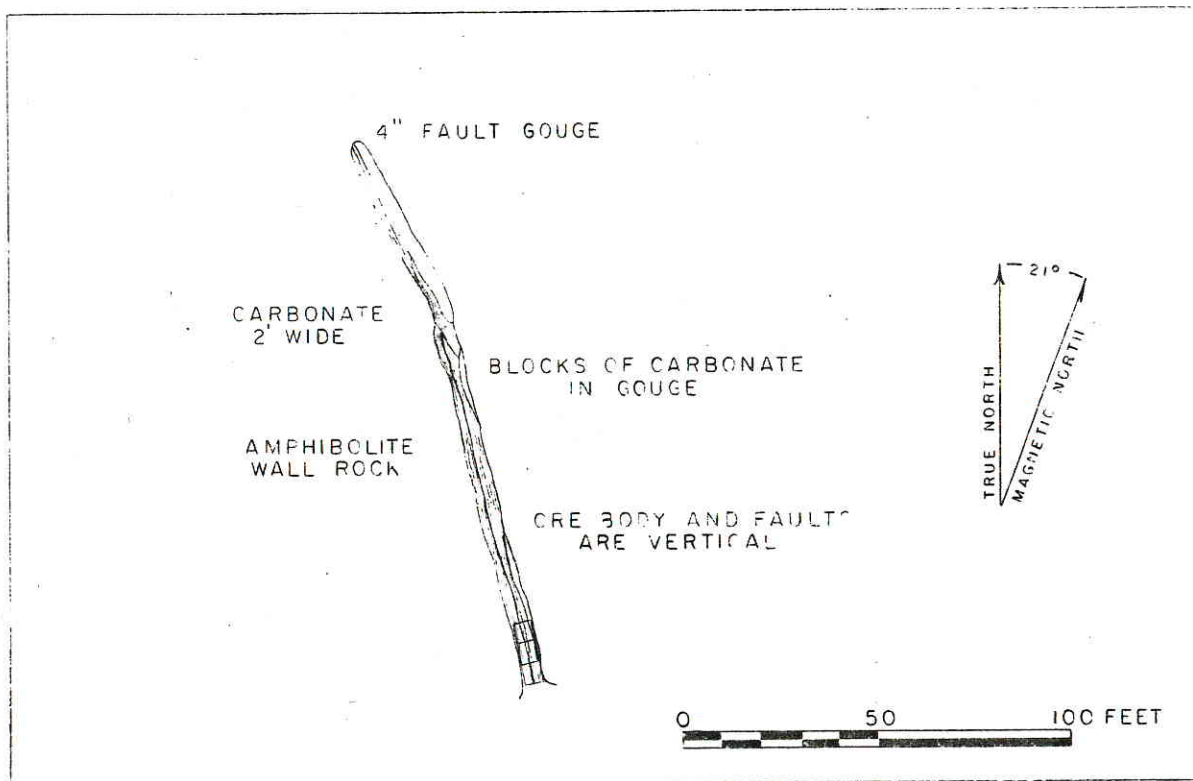 4" FAULT GOUGE
CARBONATE
2' WIDE
BLOCKS OF CARBONATE
IN GOUGE
AMPHIBOLITE
WALL ROCK
ORE BODY AND FAULTS
ARE VERTICAL
21°
TRUE NORTH
MAGNETIC NORTH
0 50 100 FEET